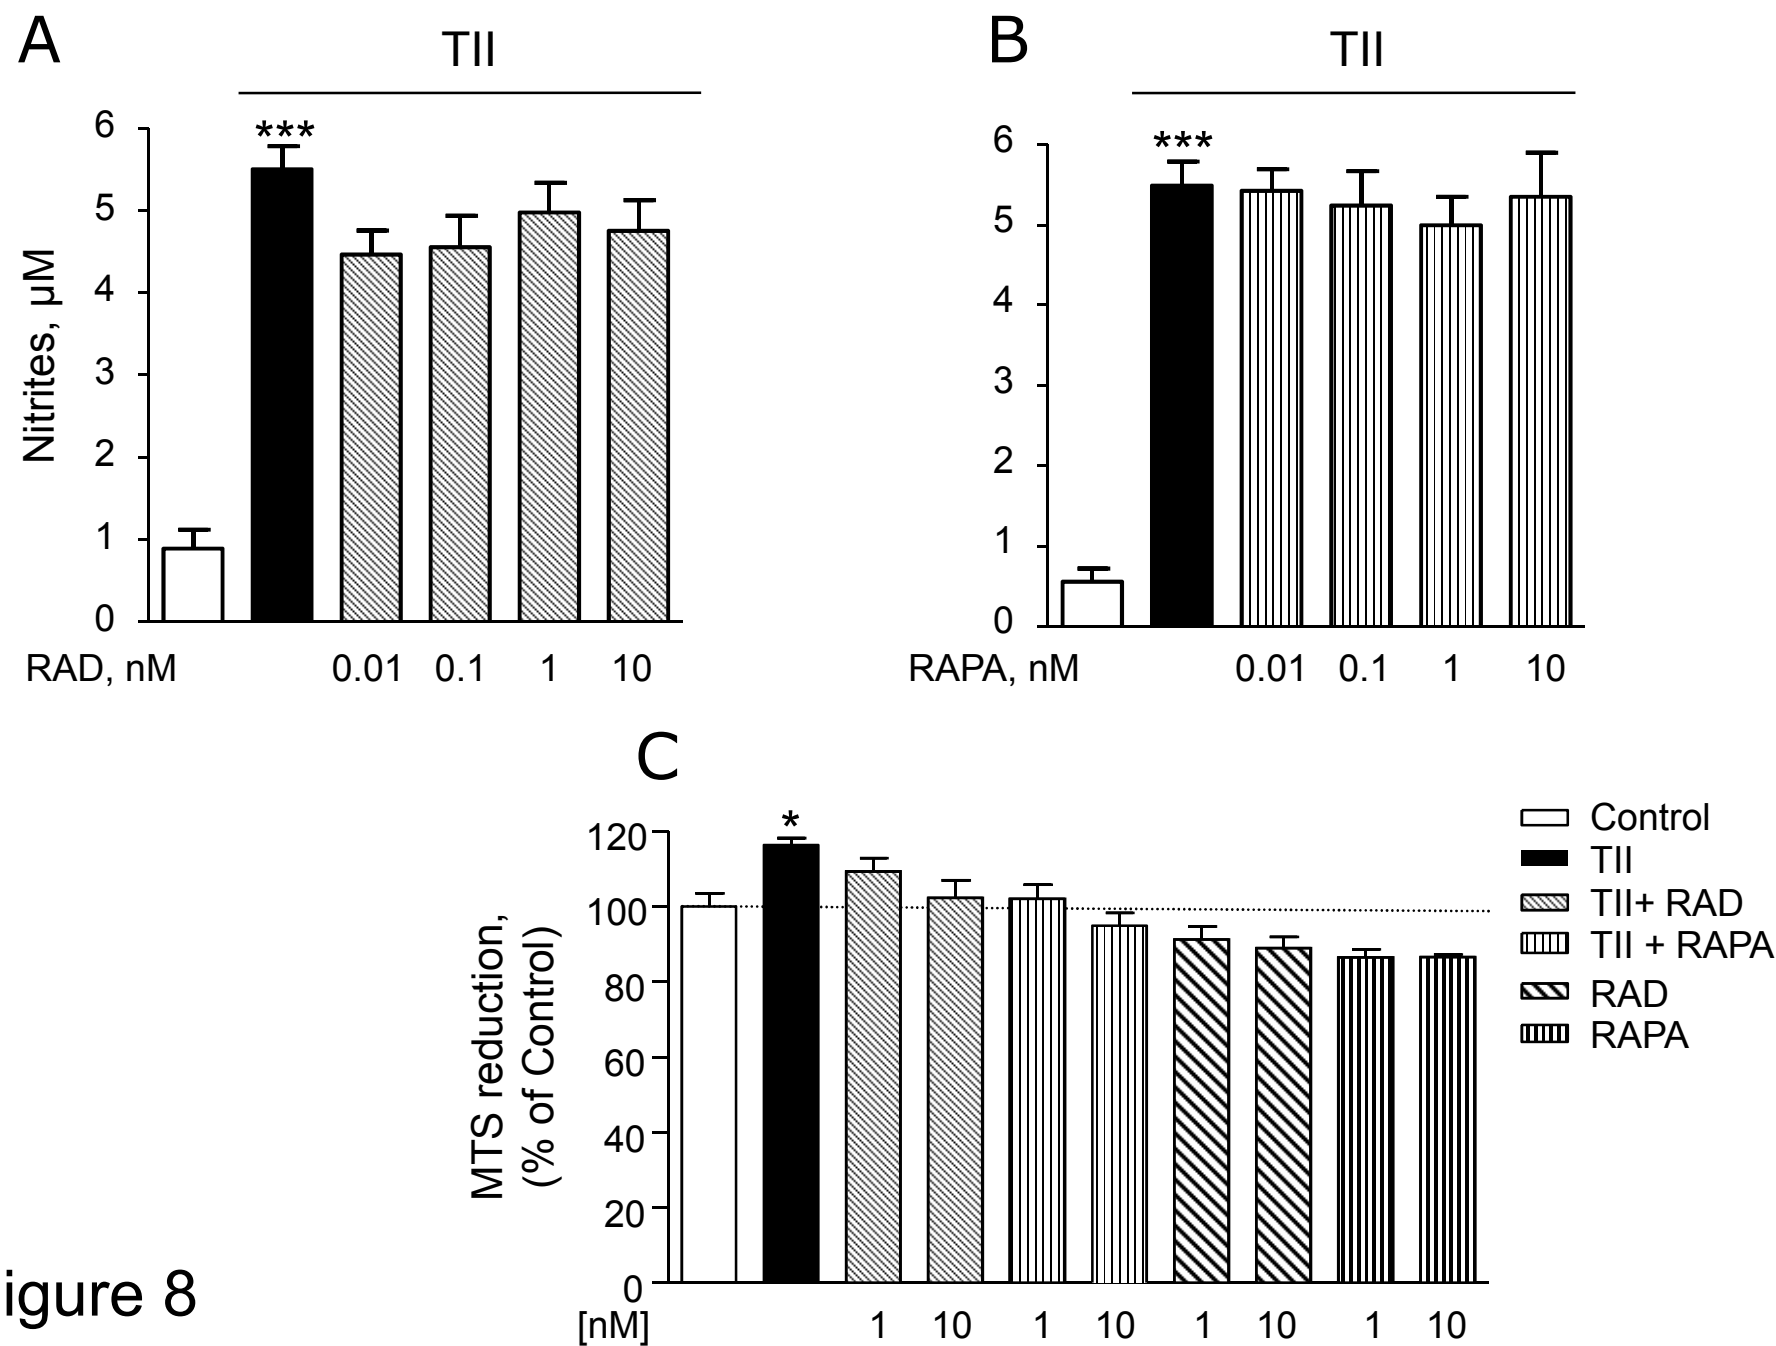 A
TII
***
6
5
4
3
2
1
0
Nitrites, µM
RAD, nM 0.01 0.1 1 10
B
TII
***
6
5
4
3
2
1
0
RAPA, nM 0.01 0.1 1 10
C
*
120
100
80
60
40
20
0
MTS reduction,
(% of Control)
[nM] 1 10 1 10 1 10 1 10
Control
TII
TII+ RAD
TII + RAPA
RAD
RAPA
igure 8